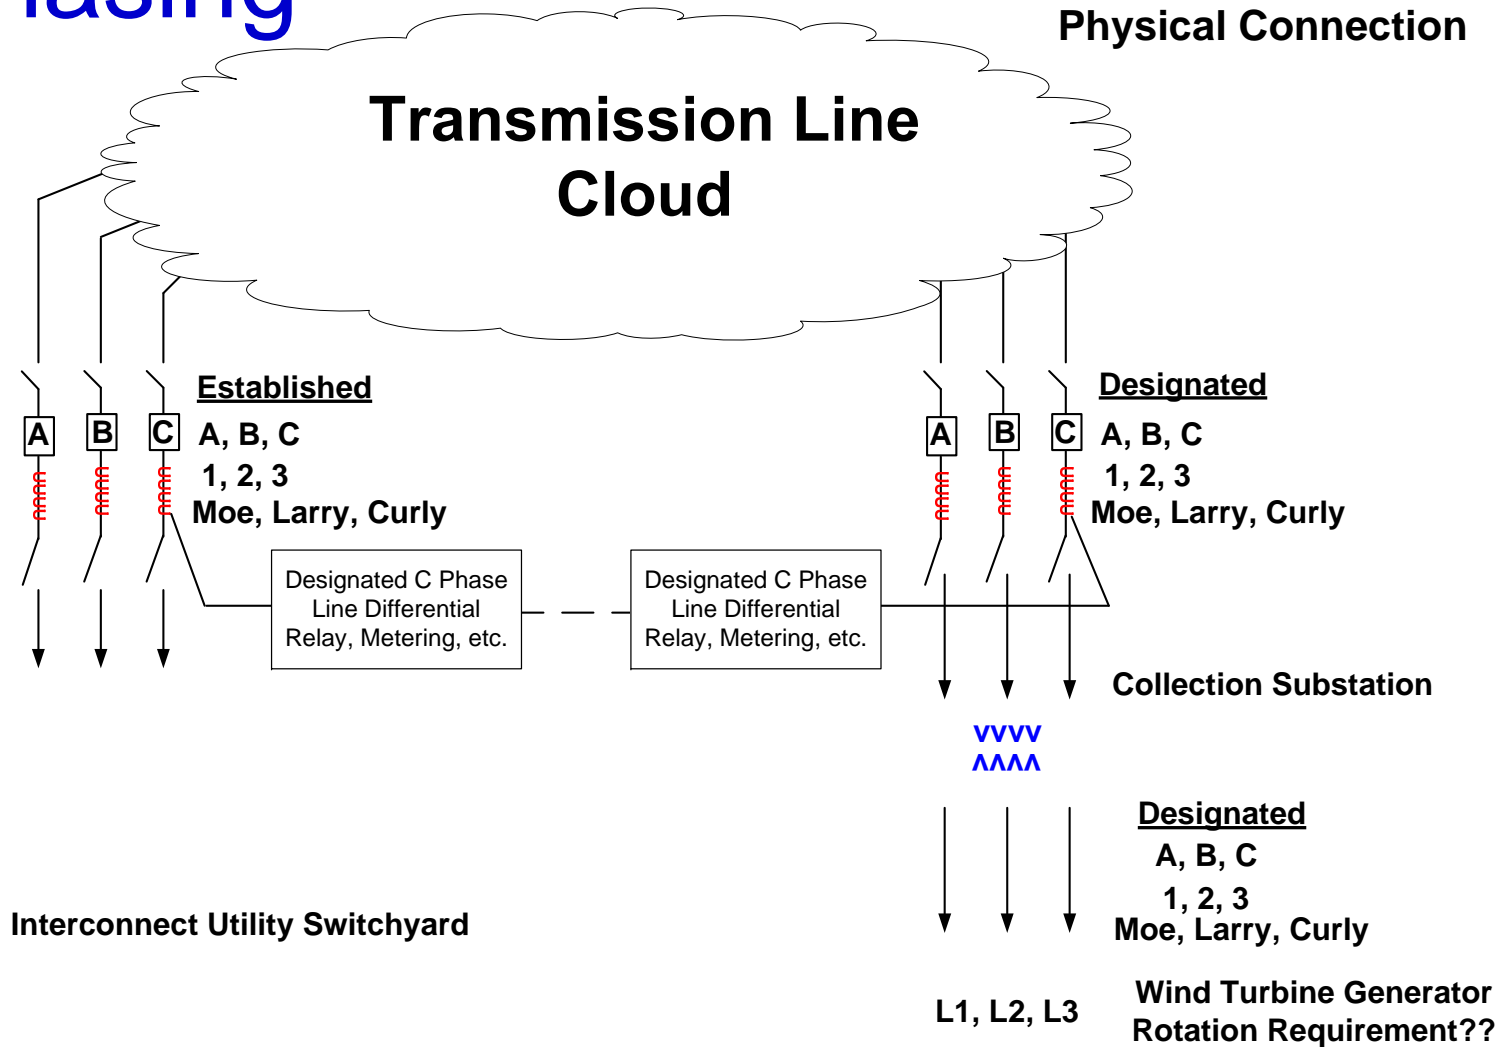 hasing
Physical Connection
Transmission Line
Cloud
Established
A, B, C
1, 2, 3
Moe, Larry, Curly
A
B
C
Designated
A, B, C
1, 2, 3
Moe, Larry, Curly
A
B
C
Designated C Phase
Line Differential
Relay, Metering, etc.
Designated C Phase
Line Differential
Relay, Metering, etc.
Collection Substation
Designated
A, B, C
1, 2, 3
Moe, Larry, Curly
Interconnect Utility Switchyard
L1, L2, L3
Wind Turbine Generator
Rotation Requirement??